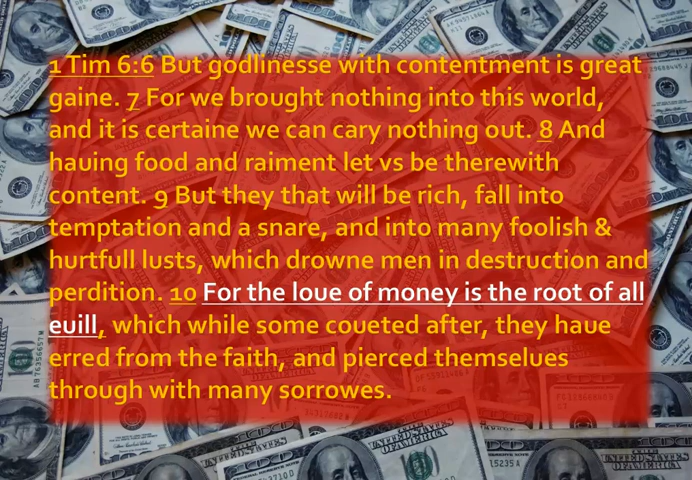 1 Tim 6:6 But godlinesse with contentment is great
gaine. 7 For we brought nothing into this world,
and it is certaine we can cary nothing out. 8 And
hauing food and raiment let vs be therewith
content. 9 But they that will be rich, fall into
temptation and a snare, and into many foolish &
hurtfull lusts, which drowne men in destruction and
perdition. 10 For the loue of money is the root of all
euill, which while some coueted after, they haue
erred from the faith, and pierced themselues
through with many sorrowes.